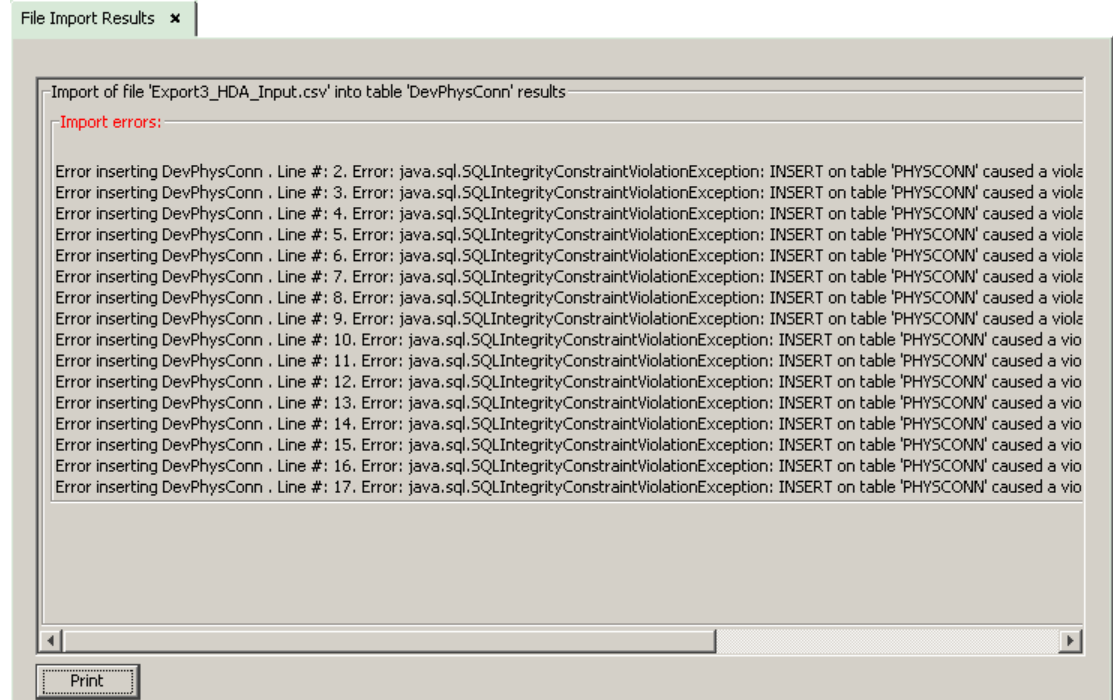 File Import Results ×
Import of file 'Export3_HDA_Input.csv' into table 'DevPhysConn' results
Import errors:
Error inserting DevPhysConn . Line #: 2. Error: java.sql.SQLIntegrityConstraintViolationException: INSERT on table 'PHYSCONN' caused a viola
Error inserting DevPhysConn . Line #: 3. Error: java.sql.SQLIntegrityConstraintViolationException: INSERT on table 'PHYSCONN' caused a viola
Error inserting DevPhysConn . Line #: 4. Error: java.sql.SQLIntegrityConstraintViolationException: INSERT on table 'PHYSCONN' caused a viola
Error inserting DevPhysConn . Line #: 5. Error: java.sql.SQLIntegrityConstraintViolationException: INSERT on table 'PHYSCONN' caused a viola
Error inserting DevPhysConn . Line #: 6. Error: java.sql.SQLIntegrityConstraintViolationException: INSERT on table 'PHYSCONN' caused a viola
Error inserting DevPhysConn . Line #: 7. Error: java.sql.SQLIntegrityConstraintViolationException: INSERT on table 'PHYSCONN' caused a viola
Error inserting DevPhysConn . Line #: 8. Error: java.sql.SQLIntegrityConstraintViolationException: INSERT on table 'PHYSCONN' caused a viola
Error inserting DevPhysConn . Line #: 9. Error: java.sql.SQLIntegrityConstraintViolationException: INSERT on table 'PHYSCONN' caused a viola
Error inserting DevPhysConn . Line #: 10. Error: java.sql.SQLIntegrityConstraintViolationException: INSERT on table 'PHYSCONN' caused a vio
Error inserting DevPhysConn . Line #: 11. Error: java.sql.SQLIntegrityConstraintViolationException: INSERT on table 'PHYSCONN' caused a vio
Error inserting DevPhysConn . Line #: 12. Error: java.sql.SQLIntegrityConstraintViolationException: INSERT on table 'PHYSCONN' caused a vio
Error inserting DevPhysConn . Line #: 13. Error: java.sql.SQLIntegrityConstraintViolationException: INSERT on table 'PHYSCONN' caused a vio
Error inserting DevPhysConn . Line #: 14. Error: java.sql.SQLIntegrityConstraintViolationException: INSERT on table 'PHYSCONN' caused a vio
Error inserting DevPhysConn . Line #: 15. Error: java.sql.SQLIntegrityConstraintViolationException: INSERT on table 'PHYSCONN' caused a vio
Error inserting DevPhysConn . Line #: 16. Error: java.sql.SQLIntegrityConstraintViolationException: INSERT on table 'PHYSCONN' caused a vio
Error inserting DevPhysConn . Line #: 17. Error: java.sql.SQLIntegrityConstraintViolationException: INSERT on table 'PHYSCONN' caused a vio
Print